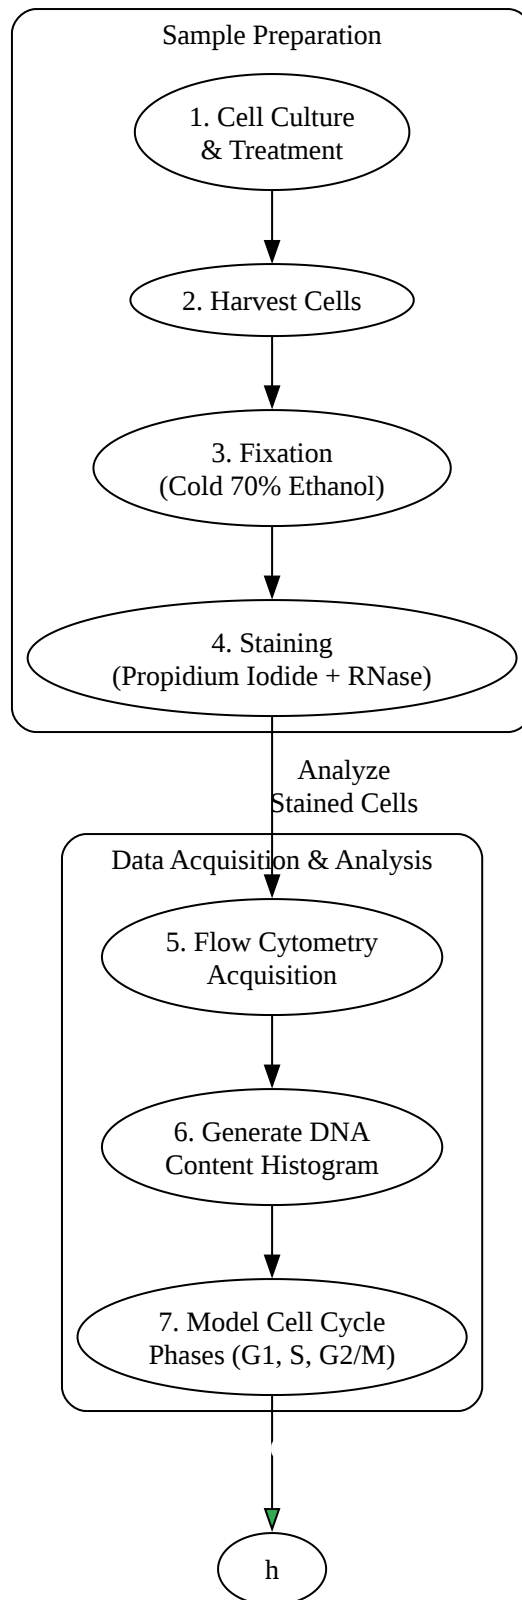 Sample Preparation
1. Cell Culture
& Treatment
2. Harvest Cells
3. Fixation
(Cold 70% Ethanol)
4. Staining
(Propidium Iodide + RNase)
Analyze
Stained Cells
Data Acquisition & Analysis
5. Flow Cytometry
Acquisition
6. Generate DNA
Content Histogram
7. Model Cell Cycle
Phases (G1, S, G2/M)
h